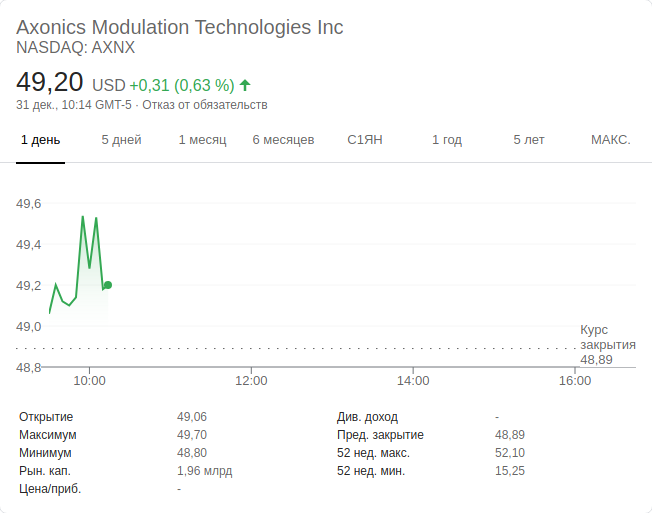 Axonics Modulation Technologies Inc
NASDAQ: AXNX
49,20 USD +0,31 (0,63 %)
31 дек., 10:14 GMT-5 · Отказ от обязательств
1 день 5 дней 1 месяц 6 месяцев С1ЯН 1 год 5 лет МАКС.
49,6
49,4
49,2
49,0
48,8
Курс
закрытия
48,89
10:00 12:00 14:00 16:00
Открытие 49,06 Див. доход -
Максимум 49,70 Пред. закрытие 48,89
Минимум 48,80 52 нед. макс. 52,10
Рын. кап. 1,96 млрд 52 нед. мин. 15,25
Цена/приб. -